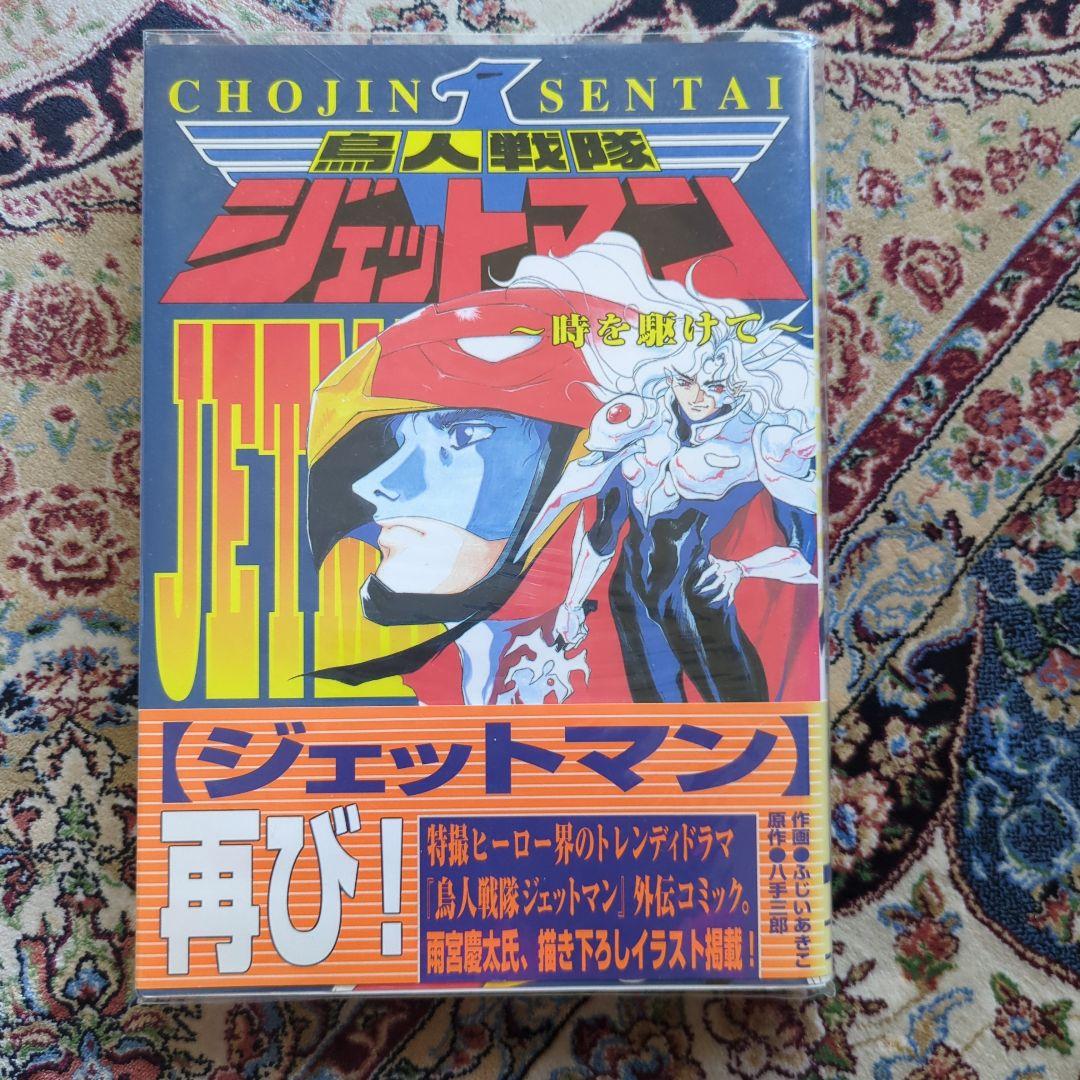 CHOJIN SENTAI
鳥人戦隊
ジェットマン
〜時を駆けて〜
【ジェットマン】
再び!
特撮ヒーロー界のトレンディドラマ
『鳥人戦隊ジェットマン』外伝コミック。
雨宮慶太氏、描き下ろしイラスト掲載!
作画●ふじいあきこ
原作●八手三郎